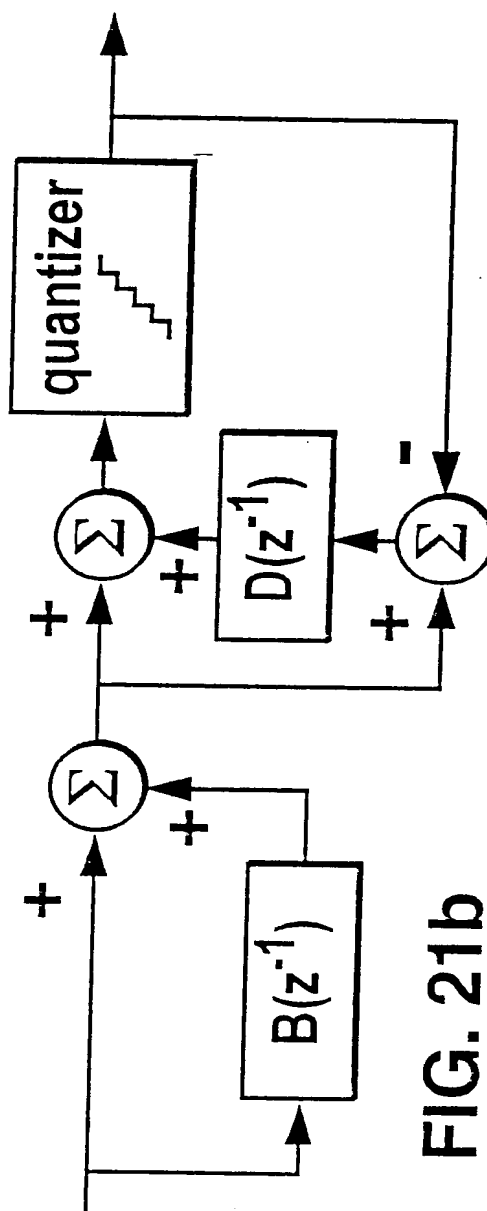 quantizer
+
Σ
+
Σ
+
D(z⁻¹)
+
Σ
-
+
B(z⁻¹)
FIG. 21b